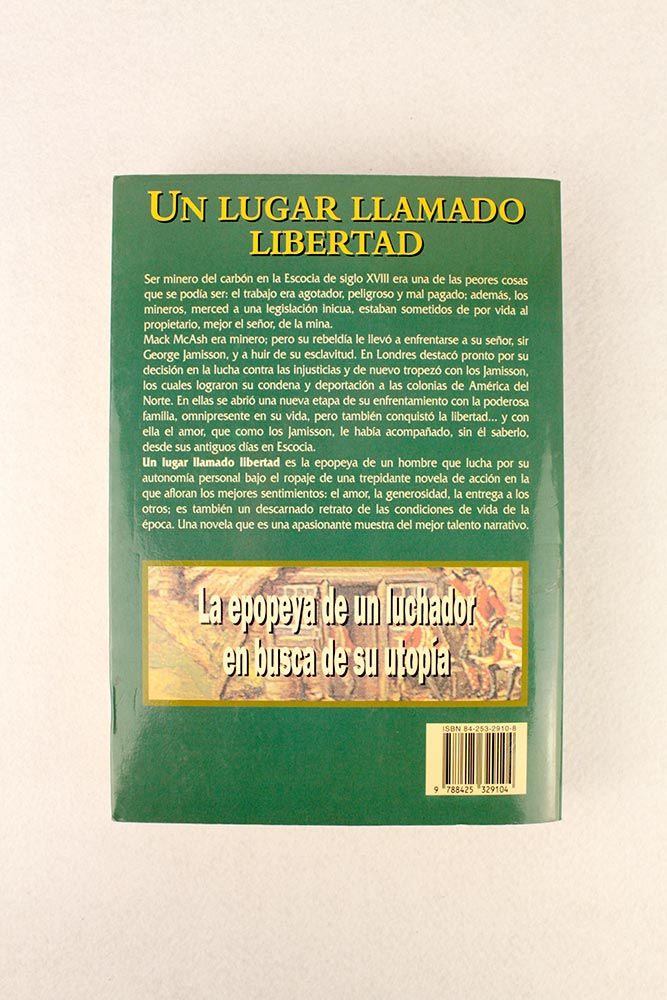 UN LUGAR LLAMADO
LIBERTAD
Ser minero del carbón en la Escocia de siglo XVIII era una de las peores cosas
que se podía ser: el trabajo era agotador, peligroso y mal pagado; además, los
mineros, merced a una legislación inicua, estaban sometidos de por vida al
propietario, mejor el señor, de la mina.
Mack McAsh era minero; pero su rebeldía le llevó a enfrentarse a su señor, sir
George Jamisson, y a huir de su esclavitud. En Londres destacó pronto por su
decisión en la lucha contra las injusticias y de nuevo tropezó con los Jamisson,
los cuales lograron su condena y deportación a las colonias de América del
Norte. En ellas se abrió una nueva etapa de su enfrentamiento con la poderosa
familia, omnipresente en su vida, pero también conquistó la libertad... y con
ella el amor, que como los Jamisson, le había acompañado, sin él saberlo,
desde sus antiguos días en Escocia.
Un lugar llamado libertad es la epopeya de un hombre que lucha por su
autonomía personal bajo el ropaje de una trepidante novela de acción en la
que afloran los mejores sentimientos: el amor, la generosidad, la entrega a los
otros; es también un descarnado retrato de las condiciones de vida de la
época. Una novela que es una apasionante muestra del mejor talento narrativo.
La epopeya de un luchador
en busca de su utopía
ISBN 84-253-2910-8
9 788425 329104